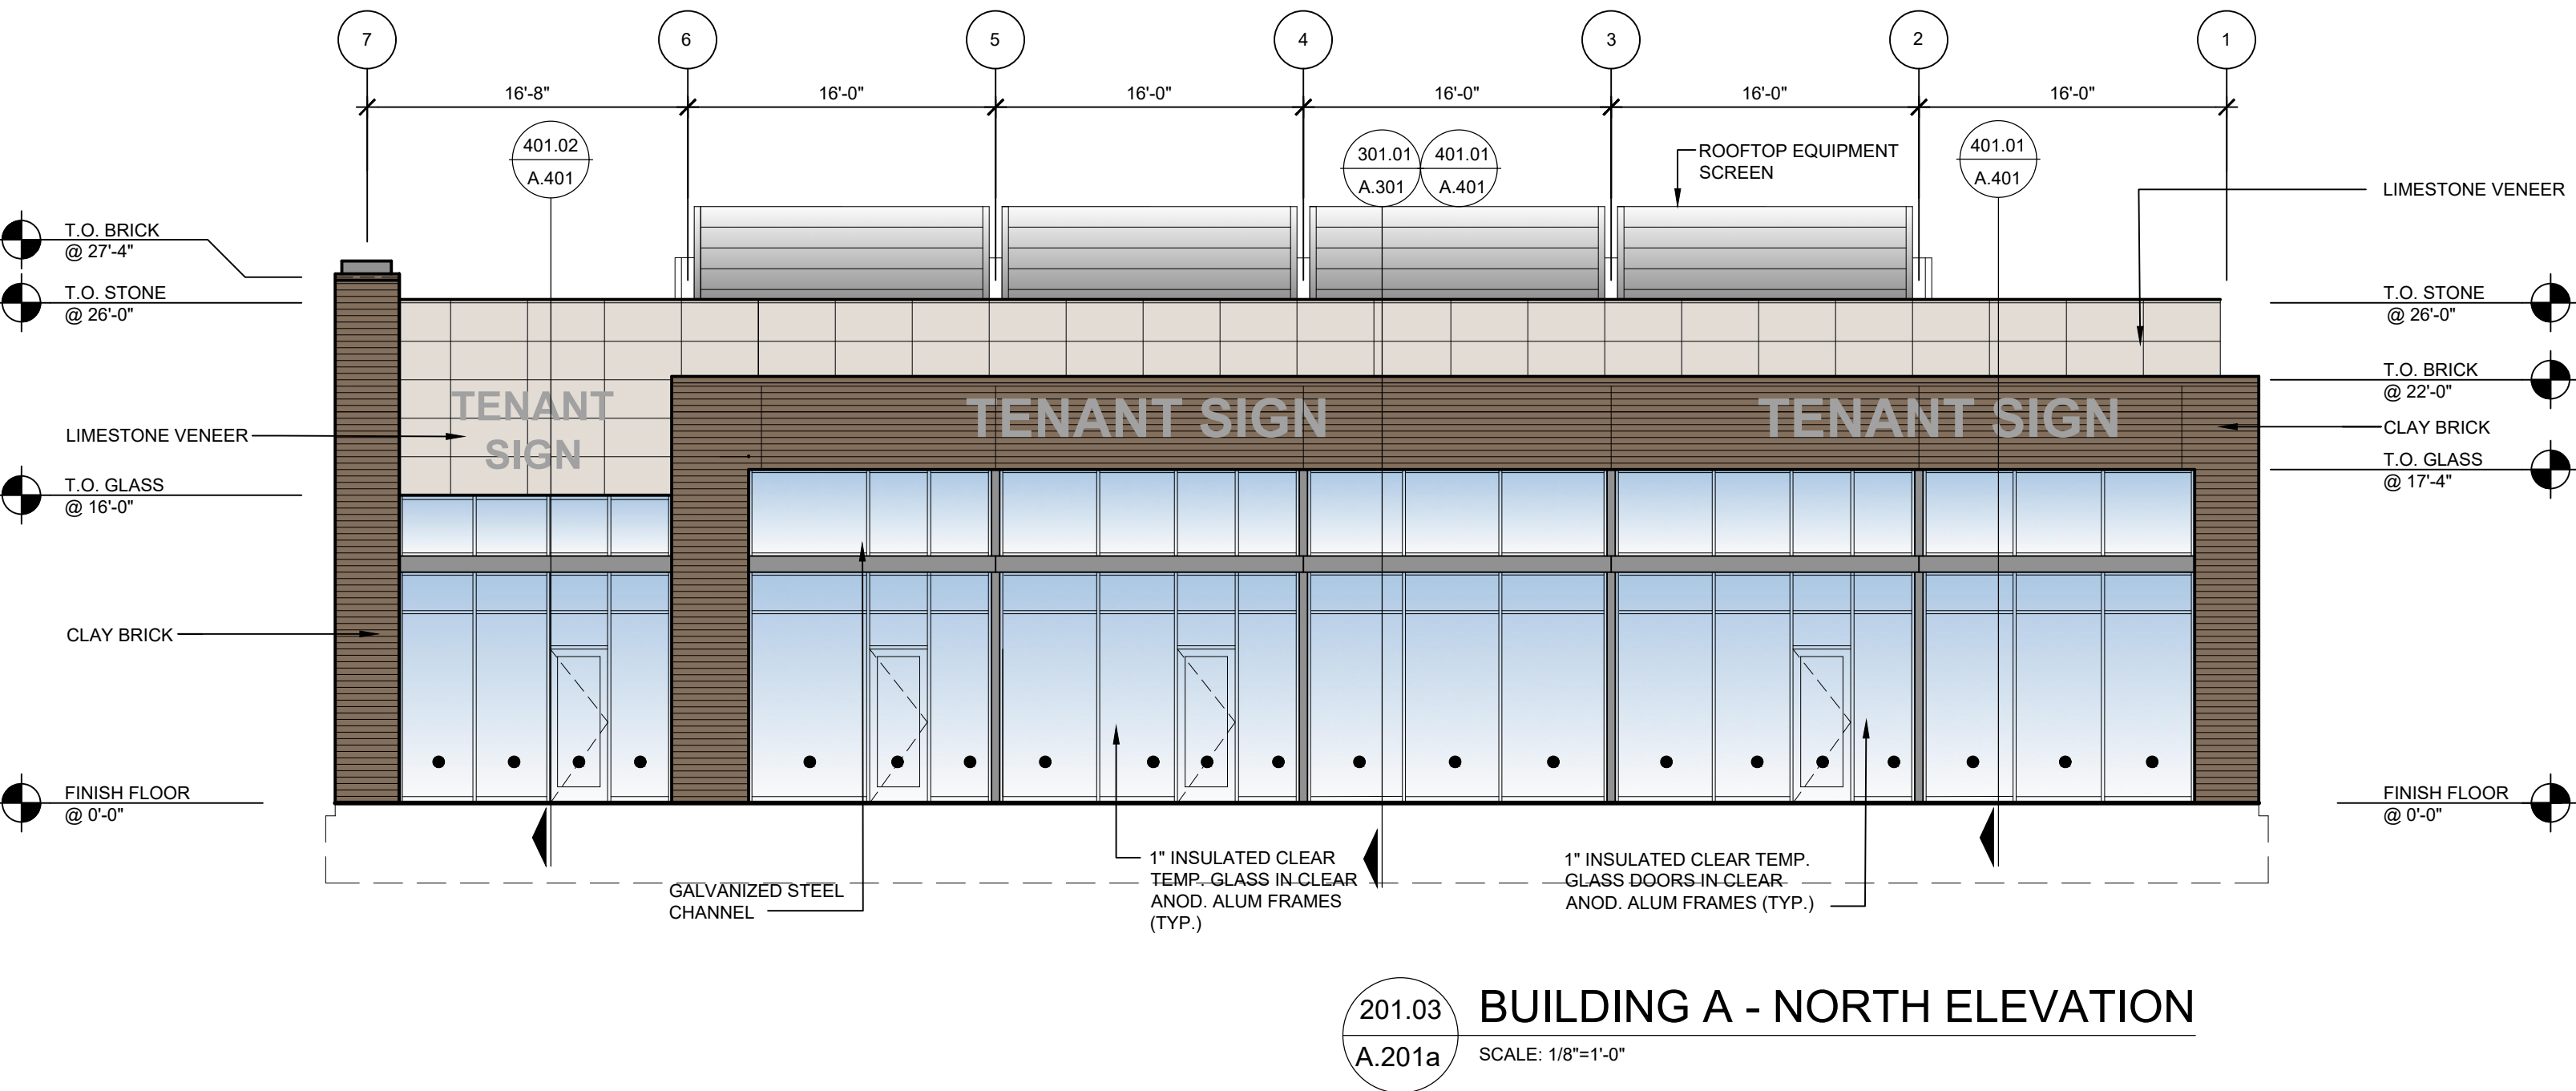 7 6 5 4 3 2 1
16'-8" 16'-0" 16'-0" 16'-0" 16'-0" 16'-0"
401.02
A.401
301.01
A.301
401.01
A.401
ROOFTOP EQUIPMENT
SCREEN
401.01
A.401
LIMESTONE VENEER
T.O. BRICK
@ 27'-4"
T.O. STONE
@ 26'-0"
LIMESTONE VENEER
T.O. GLASS
@ 16'-0"
CLAY BRICK
FINISH FLOOR
@ 0'-0"
TENANT
SIGN
TENANT SIGN
TENANT SIGN
T.O. STONE
@ 26'-0"
T.O. BRICK
@ 22'-0"
CLAY BRICK
T.O. GLASS
@ 17'-4"
FINISH FLOOR
@ 0'-0"
GALVANIZED STEEL
CHANNEL
1" INSULATED CLEAR
TEMP. GLASS IN CLEAR
ANOD. ALUM FRAMES
(TYP.)
1" INSULATED CLEAR TEMP.
GLASS DOORS IN CLEAR
ANOD. ALUM FRAMES (TYP.)
201.03
A.201a
BUILDING A - NORTH ELEVATION
SCALE: 1/8"=1'-0"